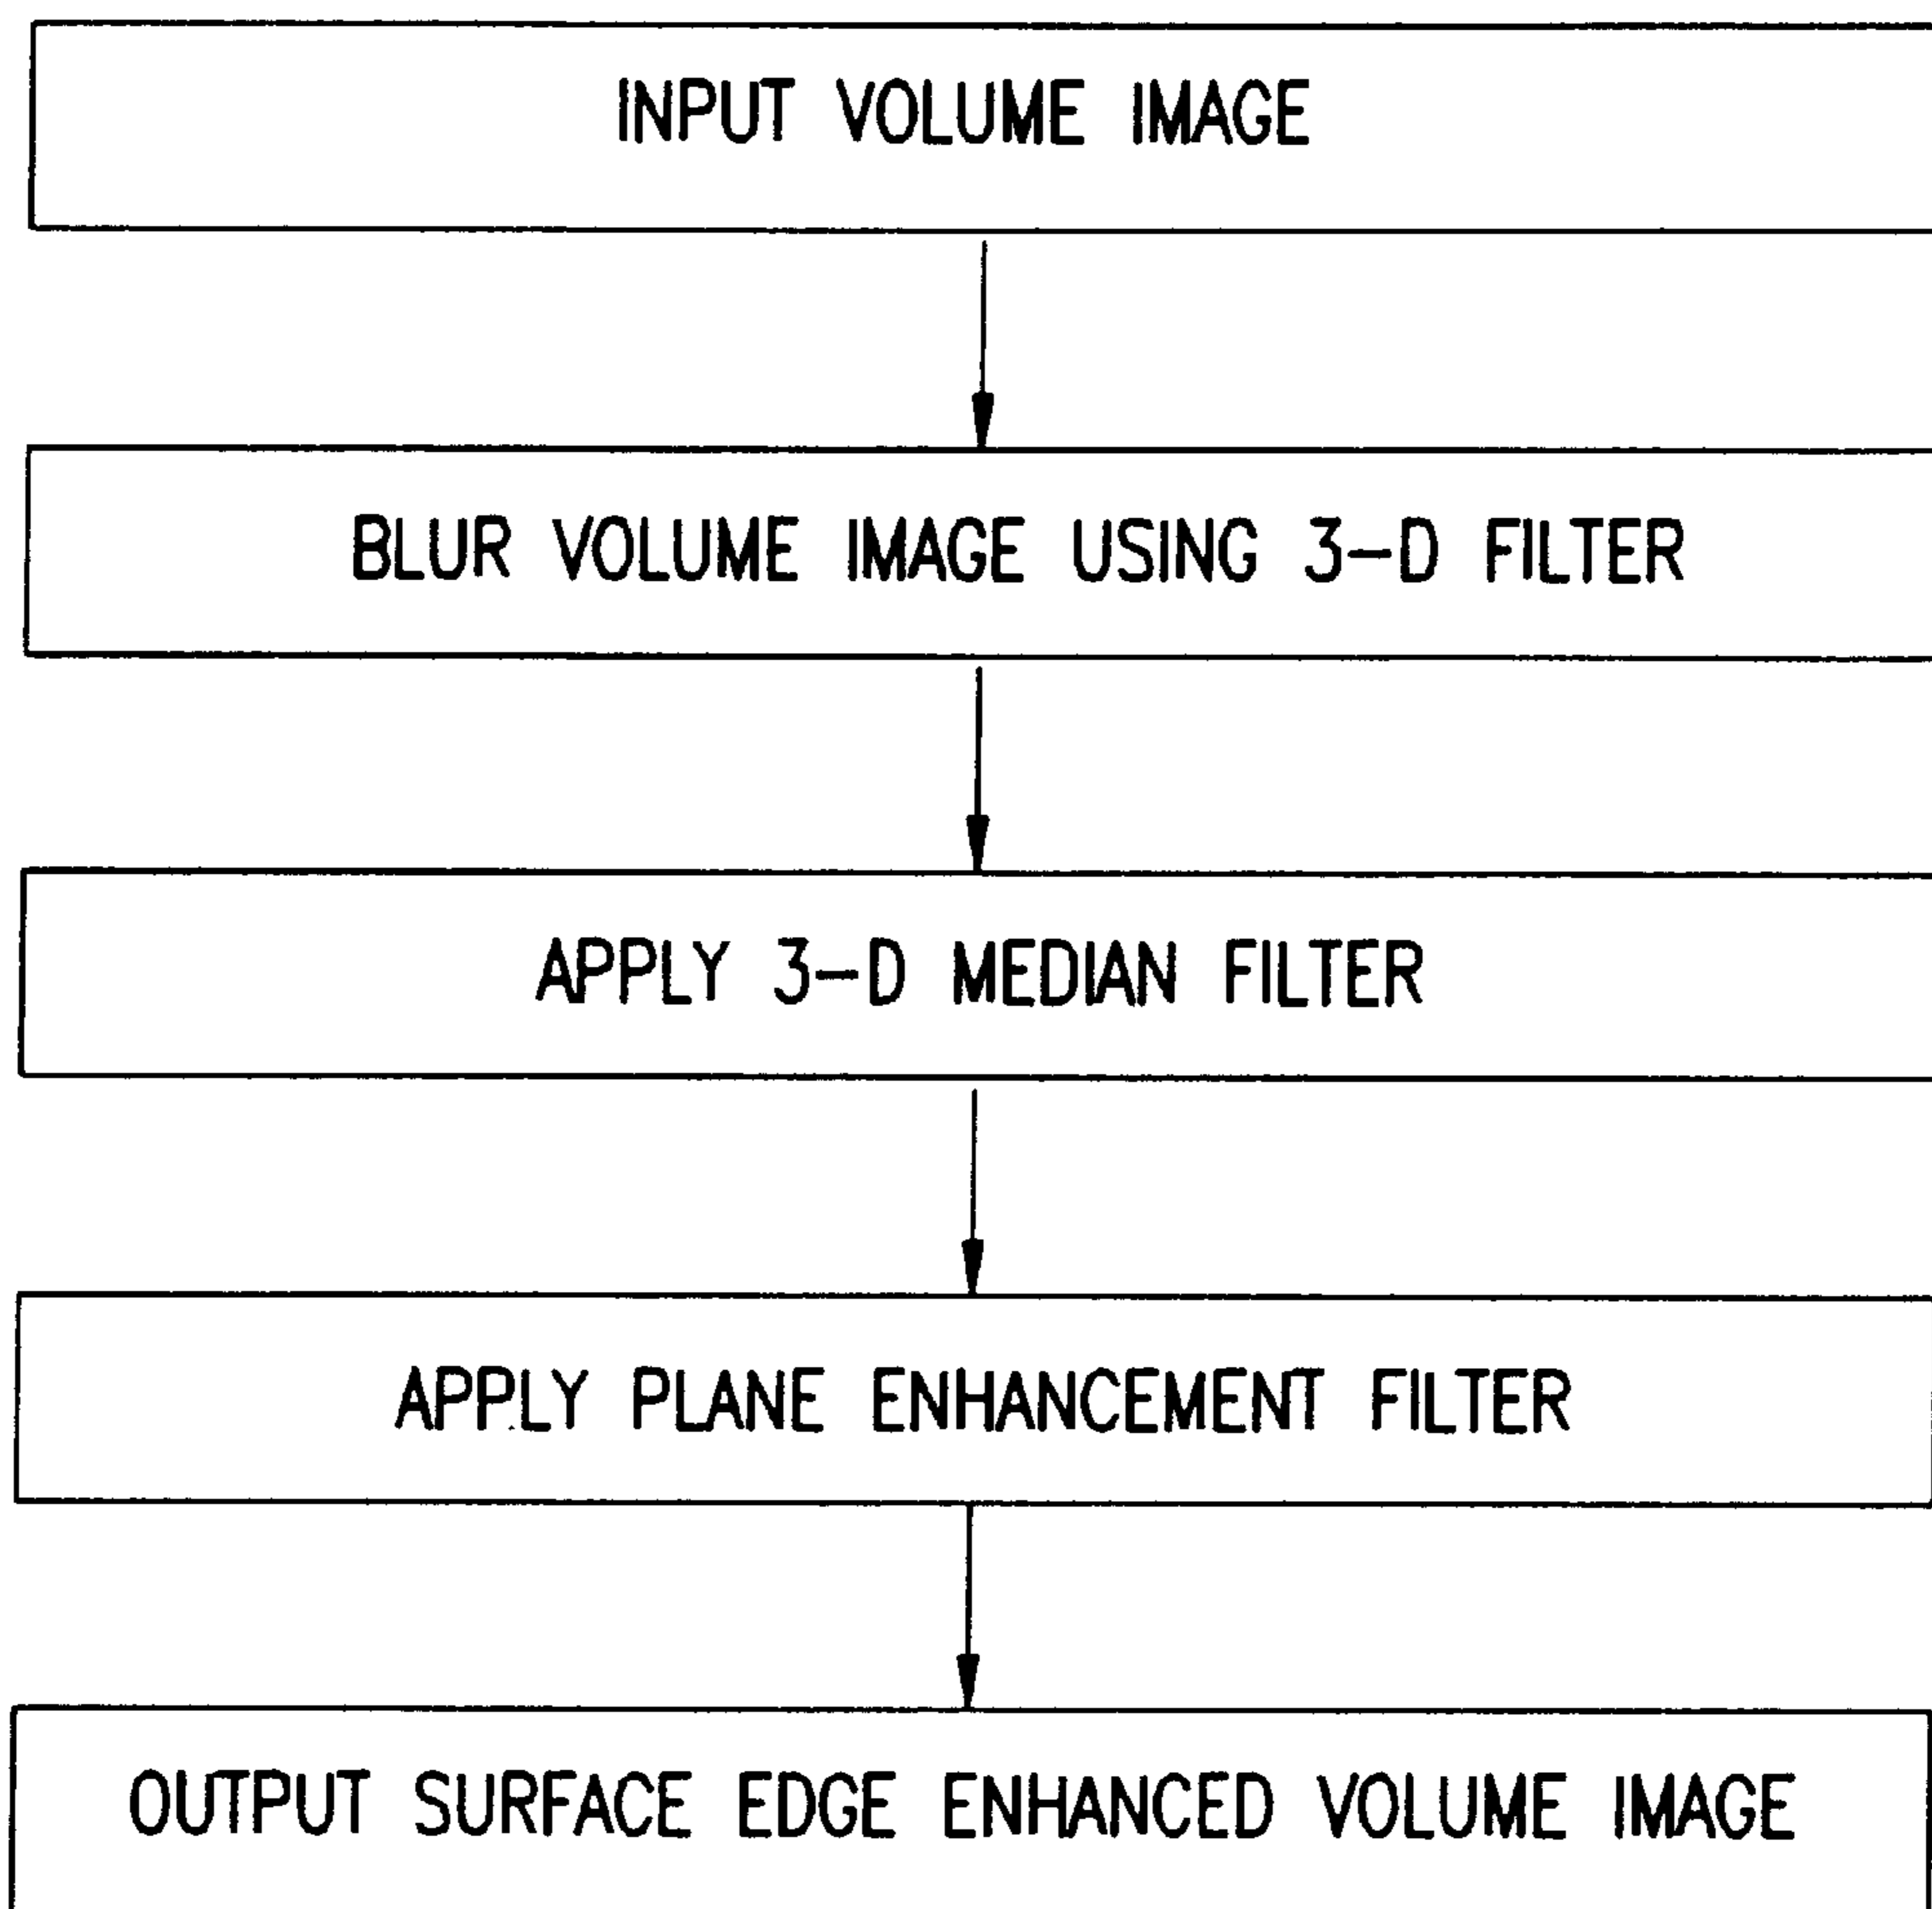 INPUT VOLUME IMAGE
BLUR VOLUME IMAGE USING 3-D FILTER
APPLY 3-D MEDIAN FILTER
APPLY PLANE ENHANCEMENT FILTER
OUTPUT SURFACE EDGE ENHANCED VOLUME IMAGE